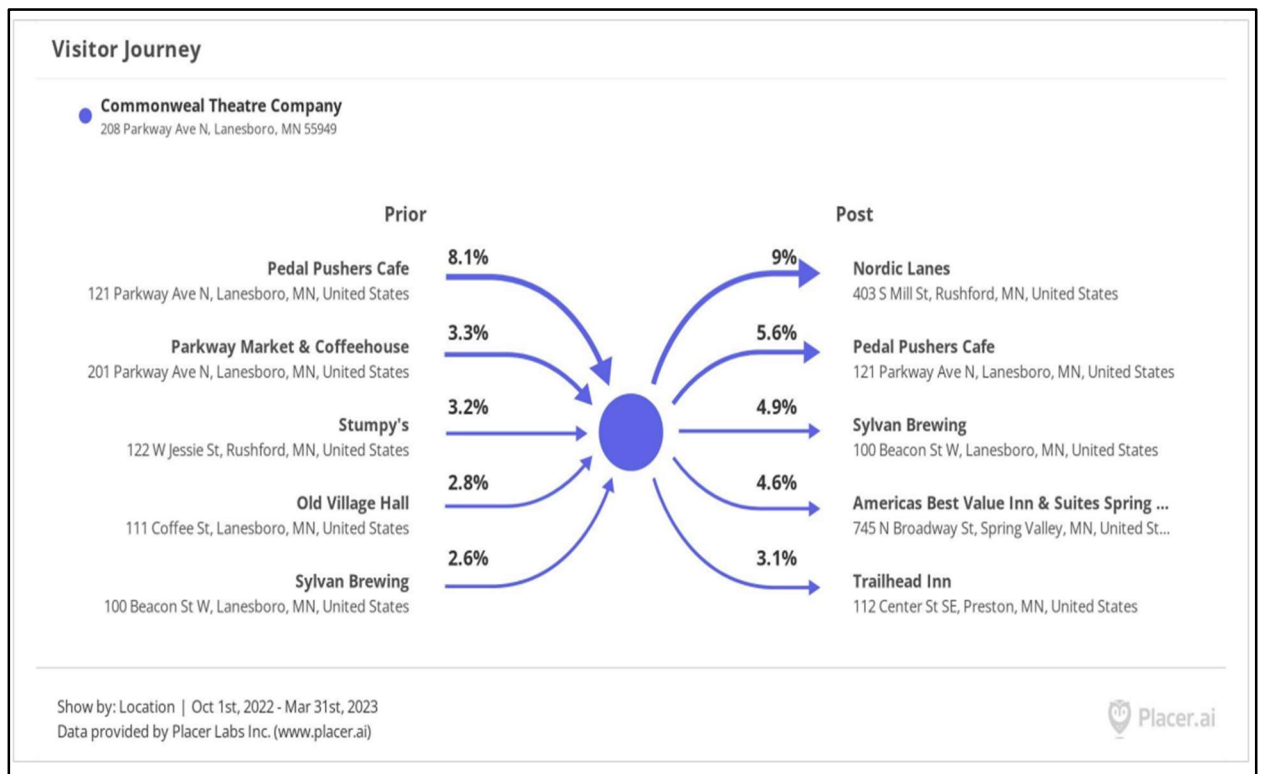 Visitor Journey
Commonweal Theatre Company
208 Parkway Ave N, Lanesboro, MN 55949
Prior
Post
Pedal Pushers Cafe
121 Parkway Ave N, Lanesboro, MN, United States
8.1%
9%
Nordic Lanes
403 S Mill St, Rushford, MN, United States
Parkway Market & Coffeehouse
201 Parkway Ave N, Lanesboro, MN, United States
3.3%
5.6%
Pedal Pushers Cafe
121 Parkway Ave N, Lanesboro, MN, United States
Stumpy's
122 W Jessie St, Rushford, MN, United States
3.2%
4.9%
Sylvan Brewing
100 Beacon St W, Lanesboro, MN, United States
Old Village Hall
111 Coffee St, Lanesboro, MN, United States
2.8%
4.6%
Americas Best Value Inn & Suites Spring ...
745 N Broadway St, Spring Valley, MN, United St...
Sylvan Brewing
100 Beacon St W, Lanesboro, MN, United States
2.6%
3.1%
Trailhead Inn
112 Center St SE, Preston, MN, United States
Show by: Location | Oct 1st, 2022 - Mar 31st, 2023
Data provided by Placer Labs Inc. (www.placer.ai)
Placer.ai